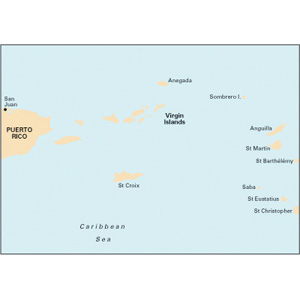 Anegada
San
Juan
Sombrero I.
Virgin
Islands
PUERTO
RICO
Anguilla
St Martin
St Barthélémy
St Croix
Saba
St Eustatius
St Christopher
Caribbean
Sea